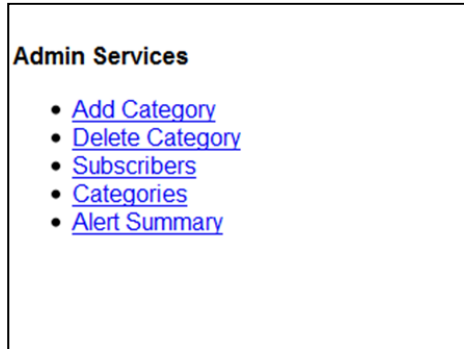 Admin Services
Add Category
Delete Category
Subscribers
Categories
Alert Summary